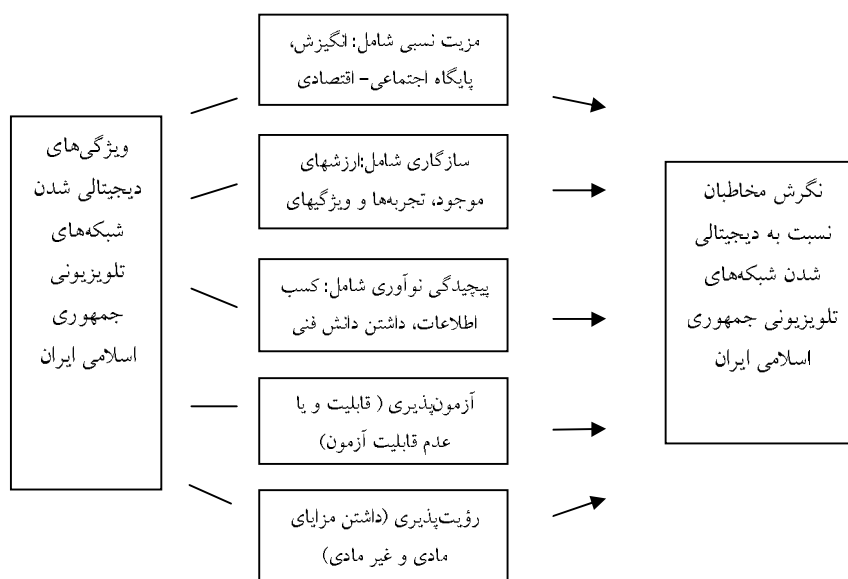 مزیت نسبی شامل: انگیزش،
پایگاه اجتماعی- اقتصادی
ویژگی‌های
دیجیتالی شدن
شبکه‌های
تلویزیونی
جمهوری
اسلامی ایران
سازگاری شامل:ارزشهای
موجود، تجربه‌ها و ویژگیهای
پیچیدگی نوآوری شامل: کسب
اطلاعات، داشتن دانش فنی
آزمون‌پذیری ( قابلیت و یا
عدم قابلیت آزمون)
رؤیت‌پذیری (داشتن مزایای
مادی و غیر مادی)
نگرش مخاطبان
نسبت به دیجیتالی
شدن شبکه‌های
تلویزیونی جمهوری
اسلامی ایران